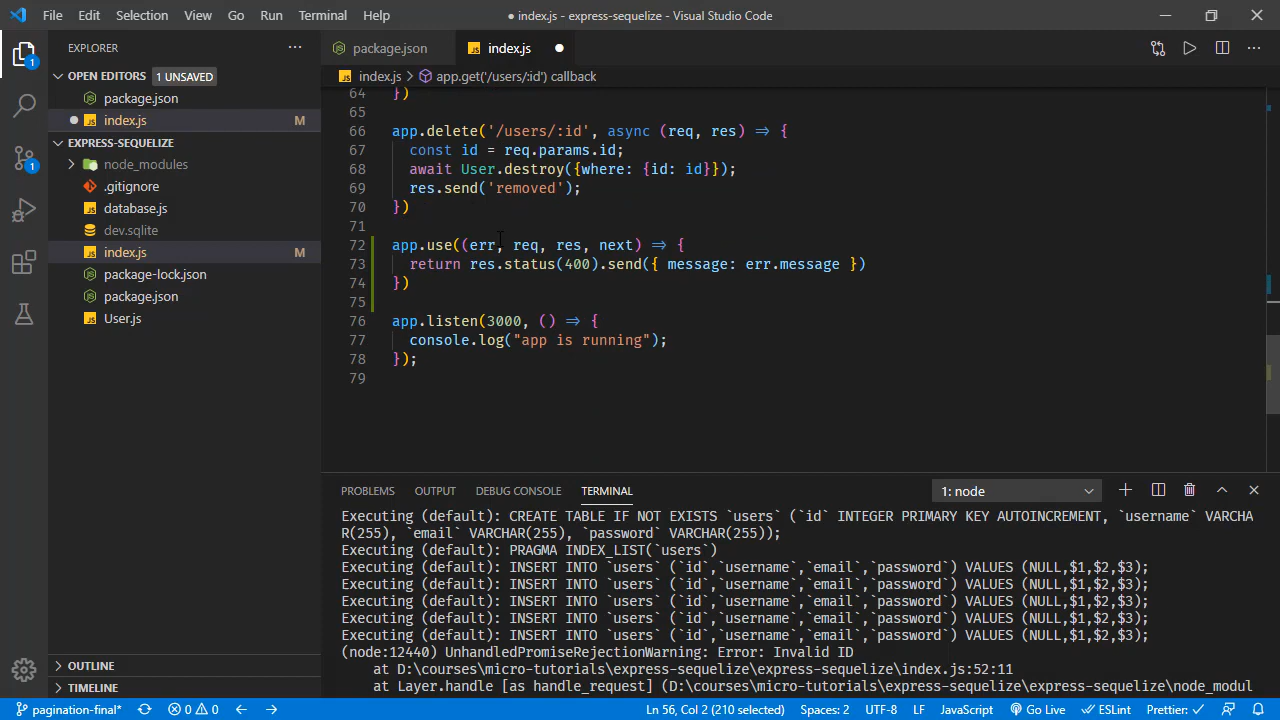 File Edit Selection View Go Run Terminal Help ● index.js - express-sequelize - Visual Studio Code
EXPLORER
package.json
index.js
OPEN EDITORS 1 UNSAVED
index.js > app.get('/users/:id') callback
package.json
index.js M
EXPRESS-SEQUELIZE
node_modules
.gitignore
database.js
dev.sqlite
index.js M
package-lock.json
package.json
User.js
OUTLINE
TIMELINE
1
1
64 })
65
66 app.delete('/users/:id', async (req, res) => {
67 const id = req.params.id;
68 await User.destroy({where: {id: id}});
69 res.send('removed');
70 })
71
72 app.use((err, req, res, next) => {
73 return res.status(400).send({ message: err.message })
74 })
75
76 app.listen(3000, () => {
77 console.log("app is running");
78 });
79
PROBLEMS OUTPUT DEBUG CONSOLE TERMINAL 1: node
Executing (default): CREATE TABLE IF NOT EXISTS `users` (`id` INTEGER PRIMARY KEY AUTOINCREMENT, `username` VARCHA
R(255), `email` VARCHAR(255), `password` VARCHAR(255));
Executing (default): PRAGMA INDEX_LIST(`users`)
Executing (default): INSERT INTO `users` (`id`,`username`,`email`,`password`) VALUES (NULL,$1,$2,$3);
Executing (default): INSERT INTO `users` (`id`,`username`,`email`,`password`) VALUES (NULL,$1,$2,$3);
Executing (default): INSERT INTO `users` (`id`,`username`,`email`,`password`) VALUES (NULL,$1,$2,$3);
Executing (default): INSERT INTO `users` (`id`,`username`,`email`,`password`) VALUES (NULL,$1,$2,$3);
Executing (default): INSERT INTO `users` (`id`,`username`,`email`,`password`) VALUES (NULL,$1,$2,$3);
(node:12440) UnhandledPromiseRejectionWarning: Error: Invalid ID
at D:\courses\micro-tutorials\express-sequelize\express-sequelize\index.js:52:11
at Layer.handle [as handle_request] (D:\courses\micro-tutorials\express-sequelize\express-sequelize\node_modul
pagination-final* 0 0 Ln 56, Col 2 (210 selected) Spaces: 2 UTF-8 LF JavaScript Go Live ESLint Prettier: ✓